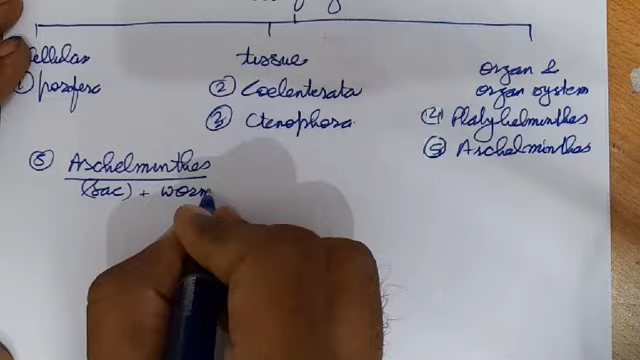 cellular
① porifera
tissue
② Coelenterata
③ Ctenophora
organ &
organ system
④ Platyhelminthes
⑤ Aschelminthes
⑤ Aschelminthes
(Sac) + worm